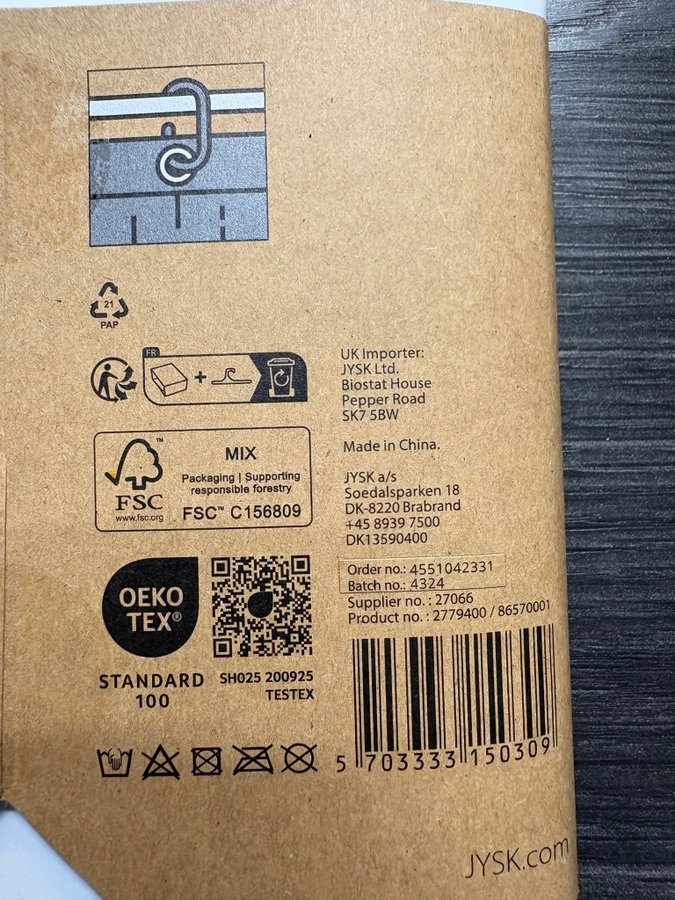 21
PAP
FR
UK Importer:
JYSK Ltd.
Biostat House
Pepper Road
SK7 5BW
Made in China.
JYSK a/s
Soedalsparken 18
DK-8220 Brabrand
+45 8939 7500
DK13590400
™
MIX
Packaging | Supporting
responsible forestry
FSC™ C156809
FSC
www.fsc.org
Order no.: 4551042331
Batch no.: 4324
Supplier no. : 27066
Product no. : 2779400 / 86570001
OEKO
TEX®
STANDARD
100
SH025 200925
TESTEX
5 703333 150309
JYSK.com